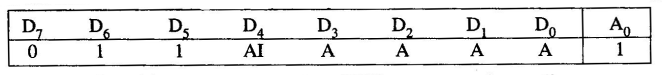 D₇ D₆ D₅ D₄ D₃ D₂ D₁ D₀ A₀
0 1 1 AI A A A A 1